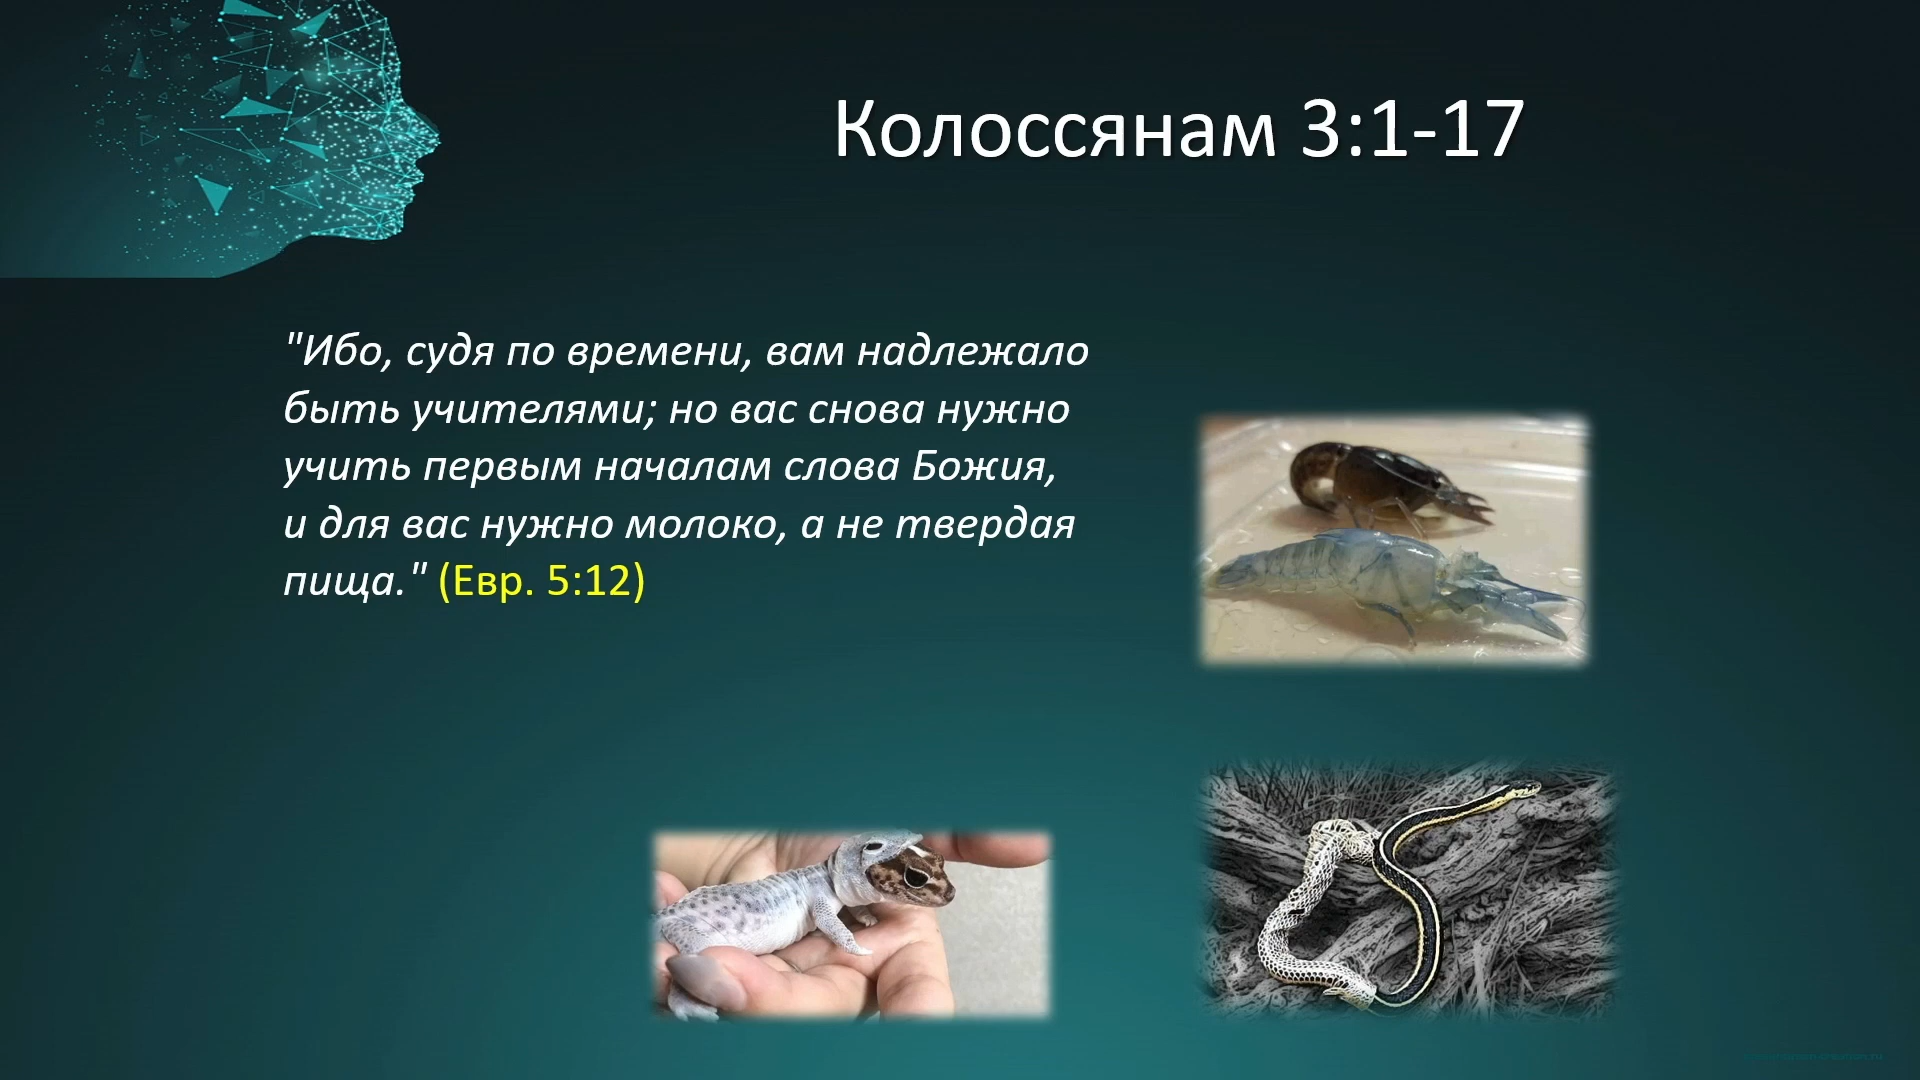 Колоссянам 3:1-17
"Ибо, судя по времени, вам надлежало
быть учителями; но вас снова нужно
учить первым началам слова Божия,
и для вас нужно молоко, а не твердая
пища." (Евр. 5:12)